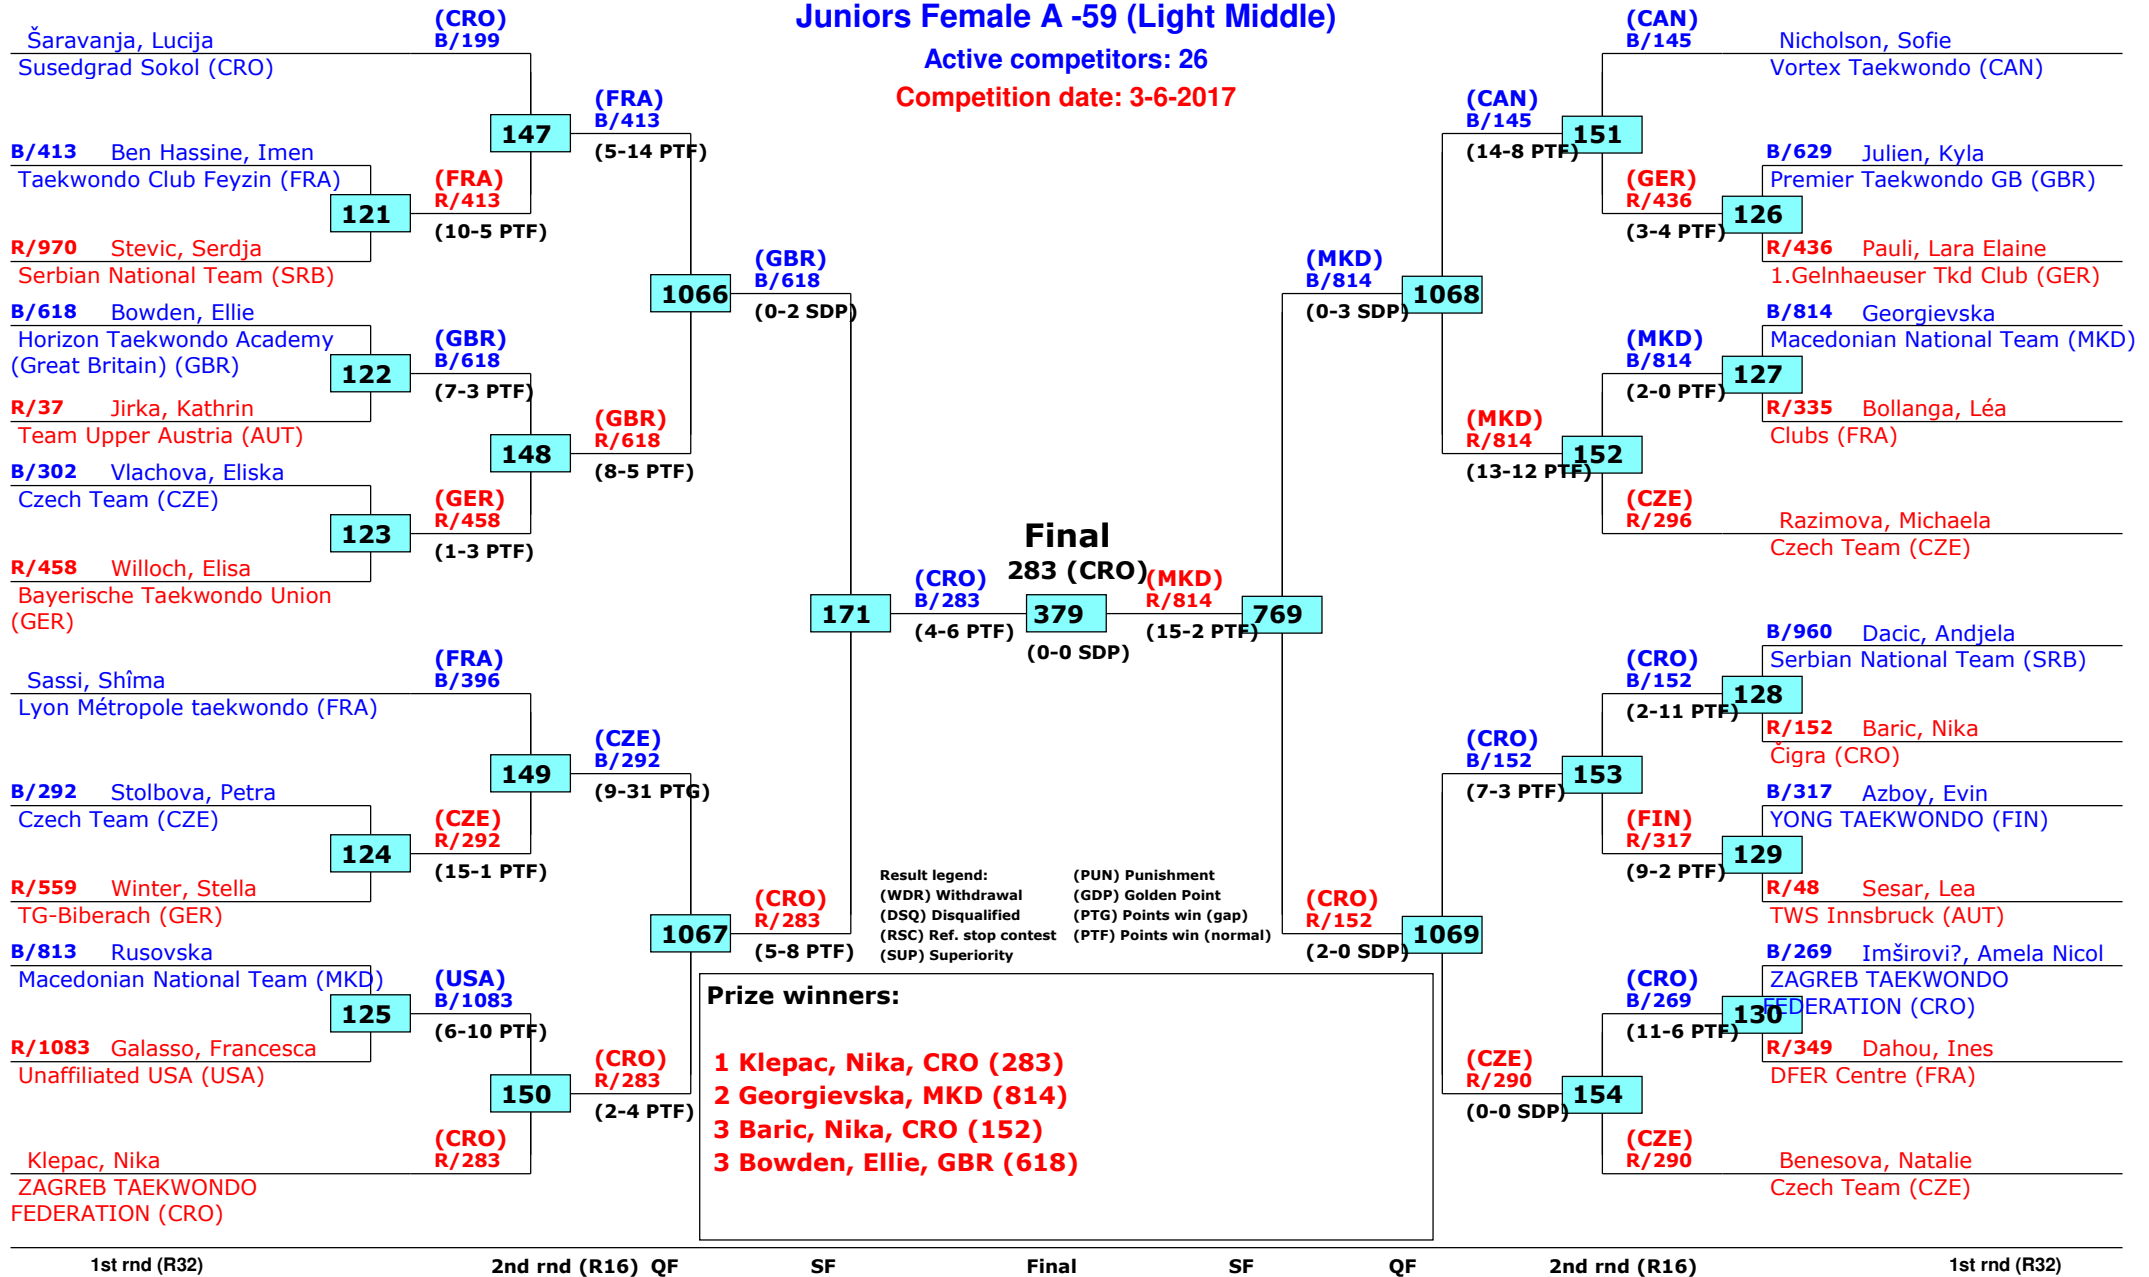 Juniors Female A -59 (Light Middle)
Active competitors: 26
Competition date: 3-6-2017
Šaravanja, Lucija
Susedgrad Sokol (CRO)
B/413 Ben Hassine, Imen
Taekwondo Club Feyzin (FRA)
R/970 Stevic, Serdja
Serbian National Team (SRB)
B/618 Bowden, Ellie
Horizon Taekwondo Academy
(Great Britain) (GBR)
R/37 Jirka, Kathrin
Team Upper Austria (AUT)
B/302 Vlachova, Eliska
Czech Team (CZE)
R/458 Willoch, Elisa
Bayerische Taekwondo Union
(GER)
Sassi, Shîma
Lyon Métropole taekwondo (FRA)
B/292 Stolbova, Petra
Czech Team (CZE)
R/559 Winter, Stella
TG-Biberach (GER)
B/813 Rusovska
Macedonian National Team (MKD)
R/1083 Galasso, Francesca
Unaffiliated USA (USA)
Klepac, Nika
ZAGREB TAEKWONDO
FEDERATION (CRO)
121
122
123
124
125
(CRO)
B/199
(FRA)
R/413
(10-5 PTF)
(GBR)
B/618
(7-3 PTF)
(GER)
R/458
(1-3 PTF)
(FRA)
B/396
(CZE)
R/292
(15-1 PTF)
(USA)
B/1083
(6-10 PTF)
(CRO)
R/283
147
148
149
150
(FRA)
B/413
(5-14 PTF)
(GBR)
R/618
(8-5 PTF)
(CZE)
B/292
(9-31 PTG)
(CRO)
R/283
(2-4 PTF)
1066
1067
(GBR)
B/618
(0-2 SDP)
(CRO)
R/283
(5-8 PTF)
171
(CRO)
B/283
(4-6 PTF)
Final
283 (CRO)
379
(0-0 SDP)
(MKD)
R/814
(15-2 PTF)
769
(MKD)
B/814
(0-3 SDP)
(CRO)
R/152
(2-0 SDP)
1068
1069
(CAN)
B/145
(14-8 PTF)
(MKD)
R/814
(13-12 PTF)
(CRO)
B/152
(7-3 PTF)
(CZE)
R/290
(0-0 SDP)
151
152
153
154
(CAN)
B/145
(GER)
R/436
(3-4 PTF)
(MKD)
B/814
(2-0 PTF)
(CZE)
R/296
(CRO)
B/152
(2-11 PTF)
(FIN)
R/317
(9-2 PTF)
(CRO)
B/269
(11-6 PTF)
(CZE)
R/290
126
127
128
129
130
Nicholson, Sofie
Vortex Taekwondo (CAN)
B/629 Julien, Kyla
Premier Taekwondo GB (GBR)
R/436 Pauli, Lara Elaine
1.Gelnhaeuser Tkd Club (GER)
B/814 Georgievska
Macedonian National Team (MKD)
R/335 Bollanga, Léa
Clubs (FRA)
Razimova, Michaela
Czech Team (CZE)
B/960 Dacic, Andjela
Serbian National Team (SRB)
R/152 Baric, Nika
Čigra (CRO)
B/317 Azboy, Evin
YONG TAEKWONDO (FIN)
R/48 Sesar, Lea
TWS Innsbruck (AUT)
B/269 Imširovi?, Amela Nicol
ZAGREB TAEKWONDO
FEDERATION (CRO)
R/349 Dahou, Ines
DFER Centre (FRA)
Benesova, Natalie
Czech Team (CZE)
Result legend:
(WDR) Withdrawal
(DSQ) Disqualified
(RSC) Ref. stop contest
(SUP) Superiority
(PUN) Punishment
(GDP) Golden Point
(PTG) Points win (gap)
(PTF) Points win (normal)
Prize winners:
1 Klepac, Nika, CRO (283)
2 Georgievska, MKD (814)
3 Baric, Nika, CRO (152)
3 Bowden, Ellie, GBR (618)
1st rnd (R32) 2nd rnd (R16) QF SF Final SF QF 2nd rnd (R16) 1st rnd (R32)